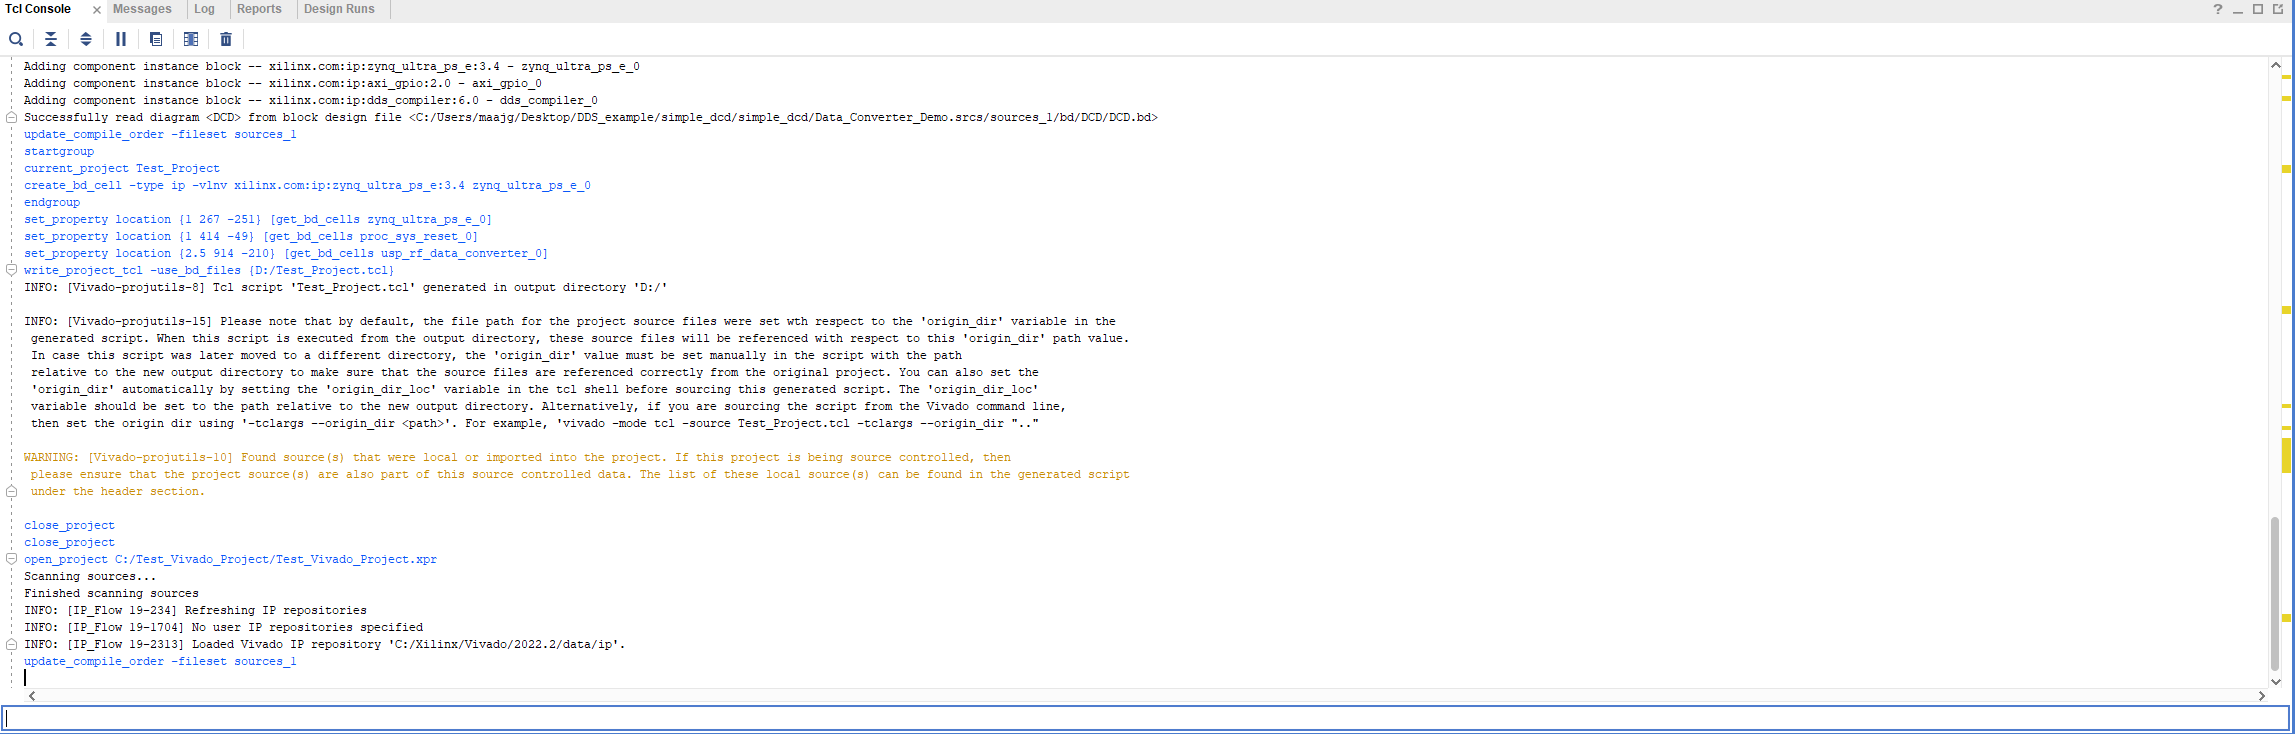 Tcl Console
Messages
Log
Reports
Design Runs
Adding component instance block -- xilinx.com:ip:zynq_ultra_ps_e:3.4 - zynq_ultra_ps_e_0
Adding component instance block -- xilinx.com:ip:axi_gpio:2.0 - axi_gpio_0
Adding component instance block -- xilinx.com:ip:dds_compiler:6.0 - dds_compiler_0
Successfully read diagram <DCD> from block design file <C:/Users/maajg/Desktop/DDS_example/simple_dcd/simple_dcd/Data_Converter_Demo.srcs/sources_1/bd/DCD/DCD.bd>
update_compile_order -fileset sources_1
startgroup
current_project Test_Project
create_bd_cell -type ip -vlnv xilinx.com:ip:zynq_ultra_ps_e:3.4 zynq_ultra_ps_e_0
endgroup
set_property location {1 267 -251} [get_bd_cells zynq_ultra_ps_e_0]
set_property location {1 414 -49} [get_bd_cells proc_sys_reset_0]
set_property location {2.5 914 -210} [get_bd_cells usp_rf_data_converter_0]
write_project_tcl -use_bd_files {D:/Test_Project.tcl}
INFO: [Vivado-projutils-8] Tcl script 'Test_Project.tcl' generated in output directory 'D:/'
INFO: [Vivado-projutils-15] Please note that by default, the file path for the project source files were set wth respect to the 'origin_dir' variable in the
generated script. When this script is executed from the output directory, these source files will be referenced with respect to this 'origin_dir' path value.
In case this script was later moved to a different directory, the 'origin_dir' value must be set manually in the script with the path
relative to the new output directory to make sure that the source files are referenced correctly from the original project. You can also set the
'origin_dir' automatically by setting the 'origin_dir_loc' variable in the tcl shell before sourcing this generated script. The 'origin_dir_loc'
variable should be set to the path relative to the new output directory. Alternatively, if you are sourcing the script from the Vivado command line,
then set the origin dir using '-tclargs --origin_dir <path>'. For example, 'vivado -mode tcl -source Test_Project.tcl -tclargs --origin_dir ".."
WARNING: [Vivado-projutils-10] Found source(s) that were local or imported into the project. If this project is being source controlled, then
please ensure that the project source(s) are also part of this source controlled data. The list of these local source(s) can be found in the generated script
under the header section.
close_project
close_project
open_project C:/Test_Vivado_Project/Test_Vivado_Project.xpr
Scanning sources...
Finished scanning sources
INFO: [IP_Flow 19-234] Refreshing IP repositories
INFO: [IP_Flow 19-1704] No user IP repositories specified
INFO: [IP_Flow 19-2313] Loaded Vivado IP repository 'C:/Xilinx/Vivado/2022.2/data/ip'.
update_compile_order -fileset sources_1